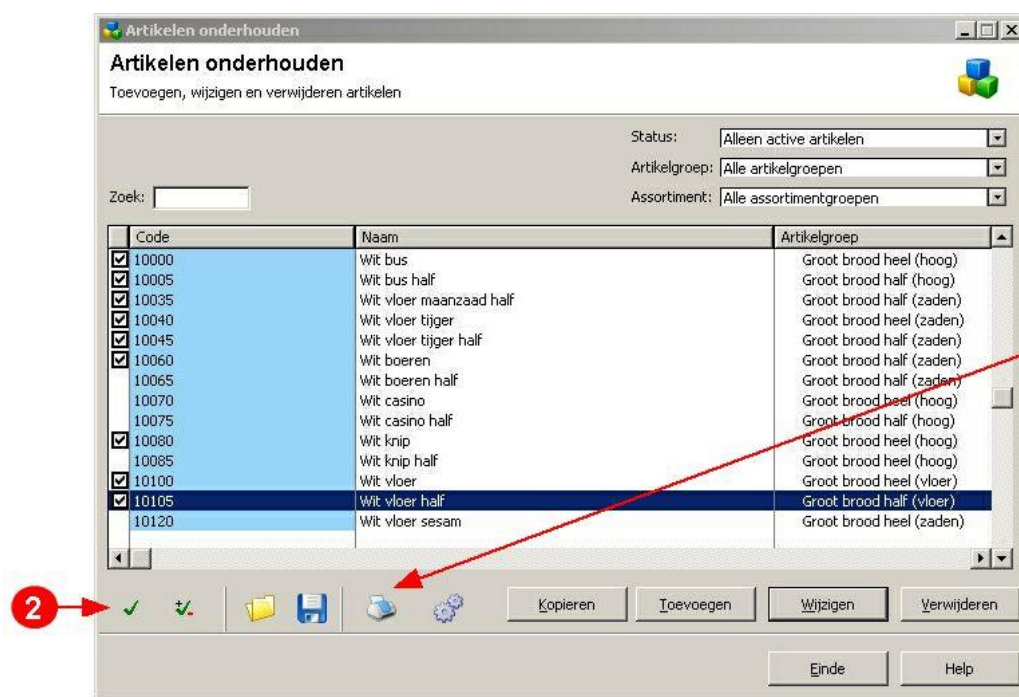 Artikelen onderhouden
Artikelen onderhouden
Toevoegen, wijzigen en verwijderen artikelen
Status: Alleen active artikelen
Artikelgroep: Alle artikelgroepen
Zoek: Assortiment: Alle assortimentgroepen
Code Naam Artikelgroep
10000 Wit bus Groot brood heel (hoog)
10005 Wit bus half Groot brood half (hoog)
10035 Wit vloer maanzaad half Groot brood half (zaden)
10040 Wit vloer tijger Groot brood heel (zaden)
10045 Wit vloer tijger half Groot brood half (zaden)
10060 Wit boeren Groot brood half (zaden)
10065 Wit boeren half Groot brood half (zaden)
10070 Wit casino Groot brood heel (hoog)
10075 Wit casino half Groot brood half (hoog)
10080 Wit knip Groot brood heel (hoog)
10085 Wit knip half Groot brood heel (hoog)
10100 Wit vloer Groot brood heel (vloer)
10105 Wit vloer half Groot brood half (vloer)
10120 Wit vloer sesam Groot brood heel (zaden)
2 Kopieren Toevoegen Wijzigen Verwijderen
Einde Help